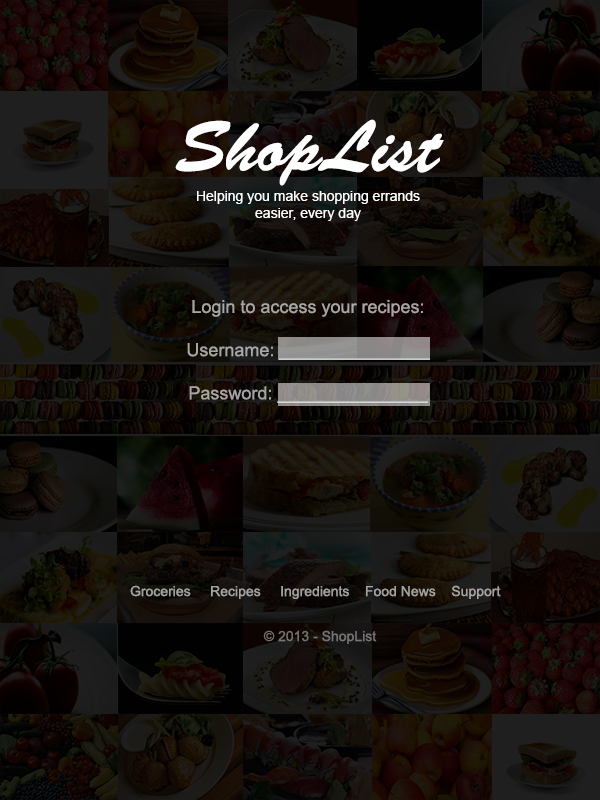 ShopList
Helping you make shopping errands
easier, every day
Login to access your recipes:
Username:
Password:
Groceries Recipes Ingredients Food News Support
© 2013 - ShopList